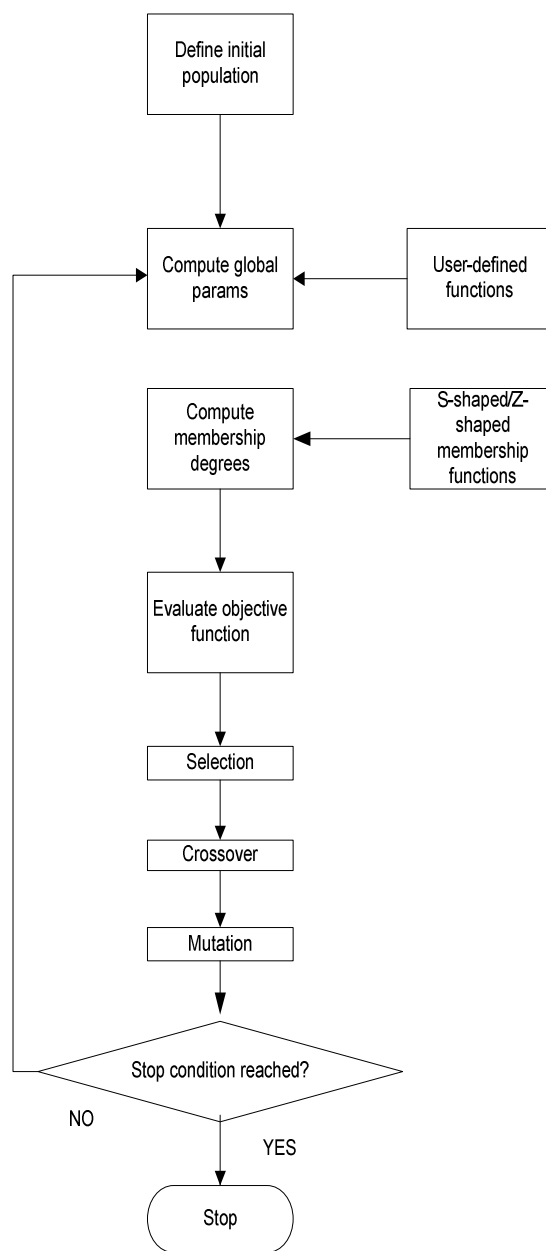 Define initial
population
Compute global
params
User-defined
functions
Compute
membership
degrees
S-shaped/Z-
shaped
membership
functions
Evaluate objective
function
Selection
Crossover
Mutation
Stop condition reached?
NO
YES
Stop